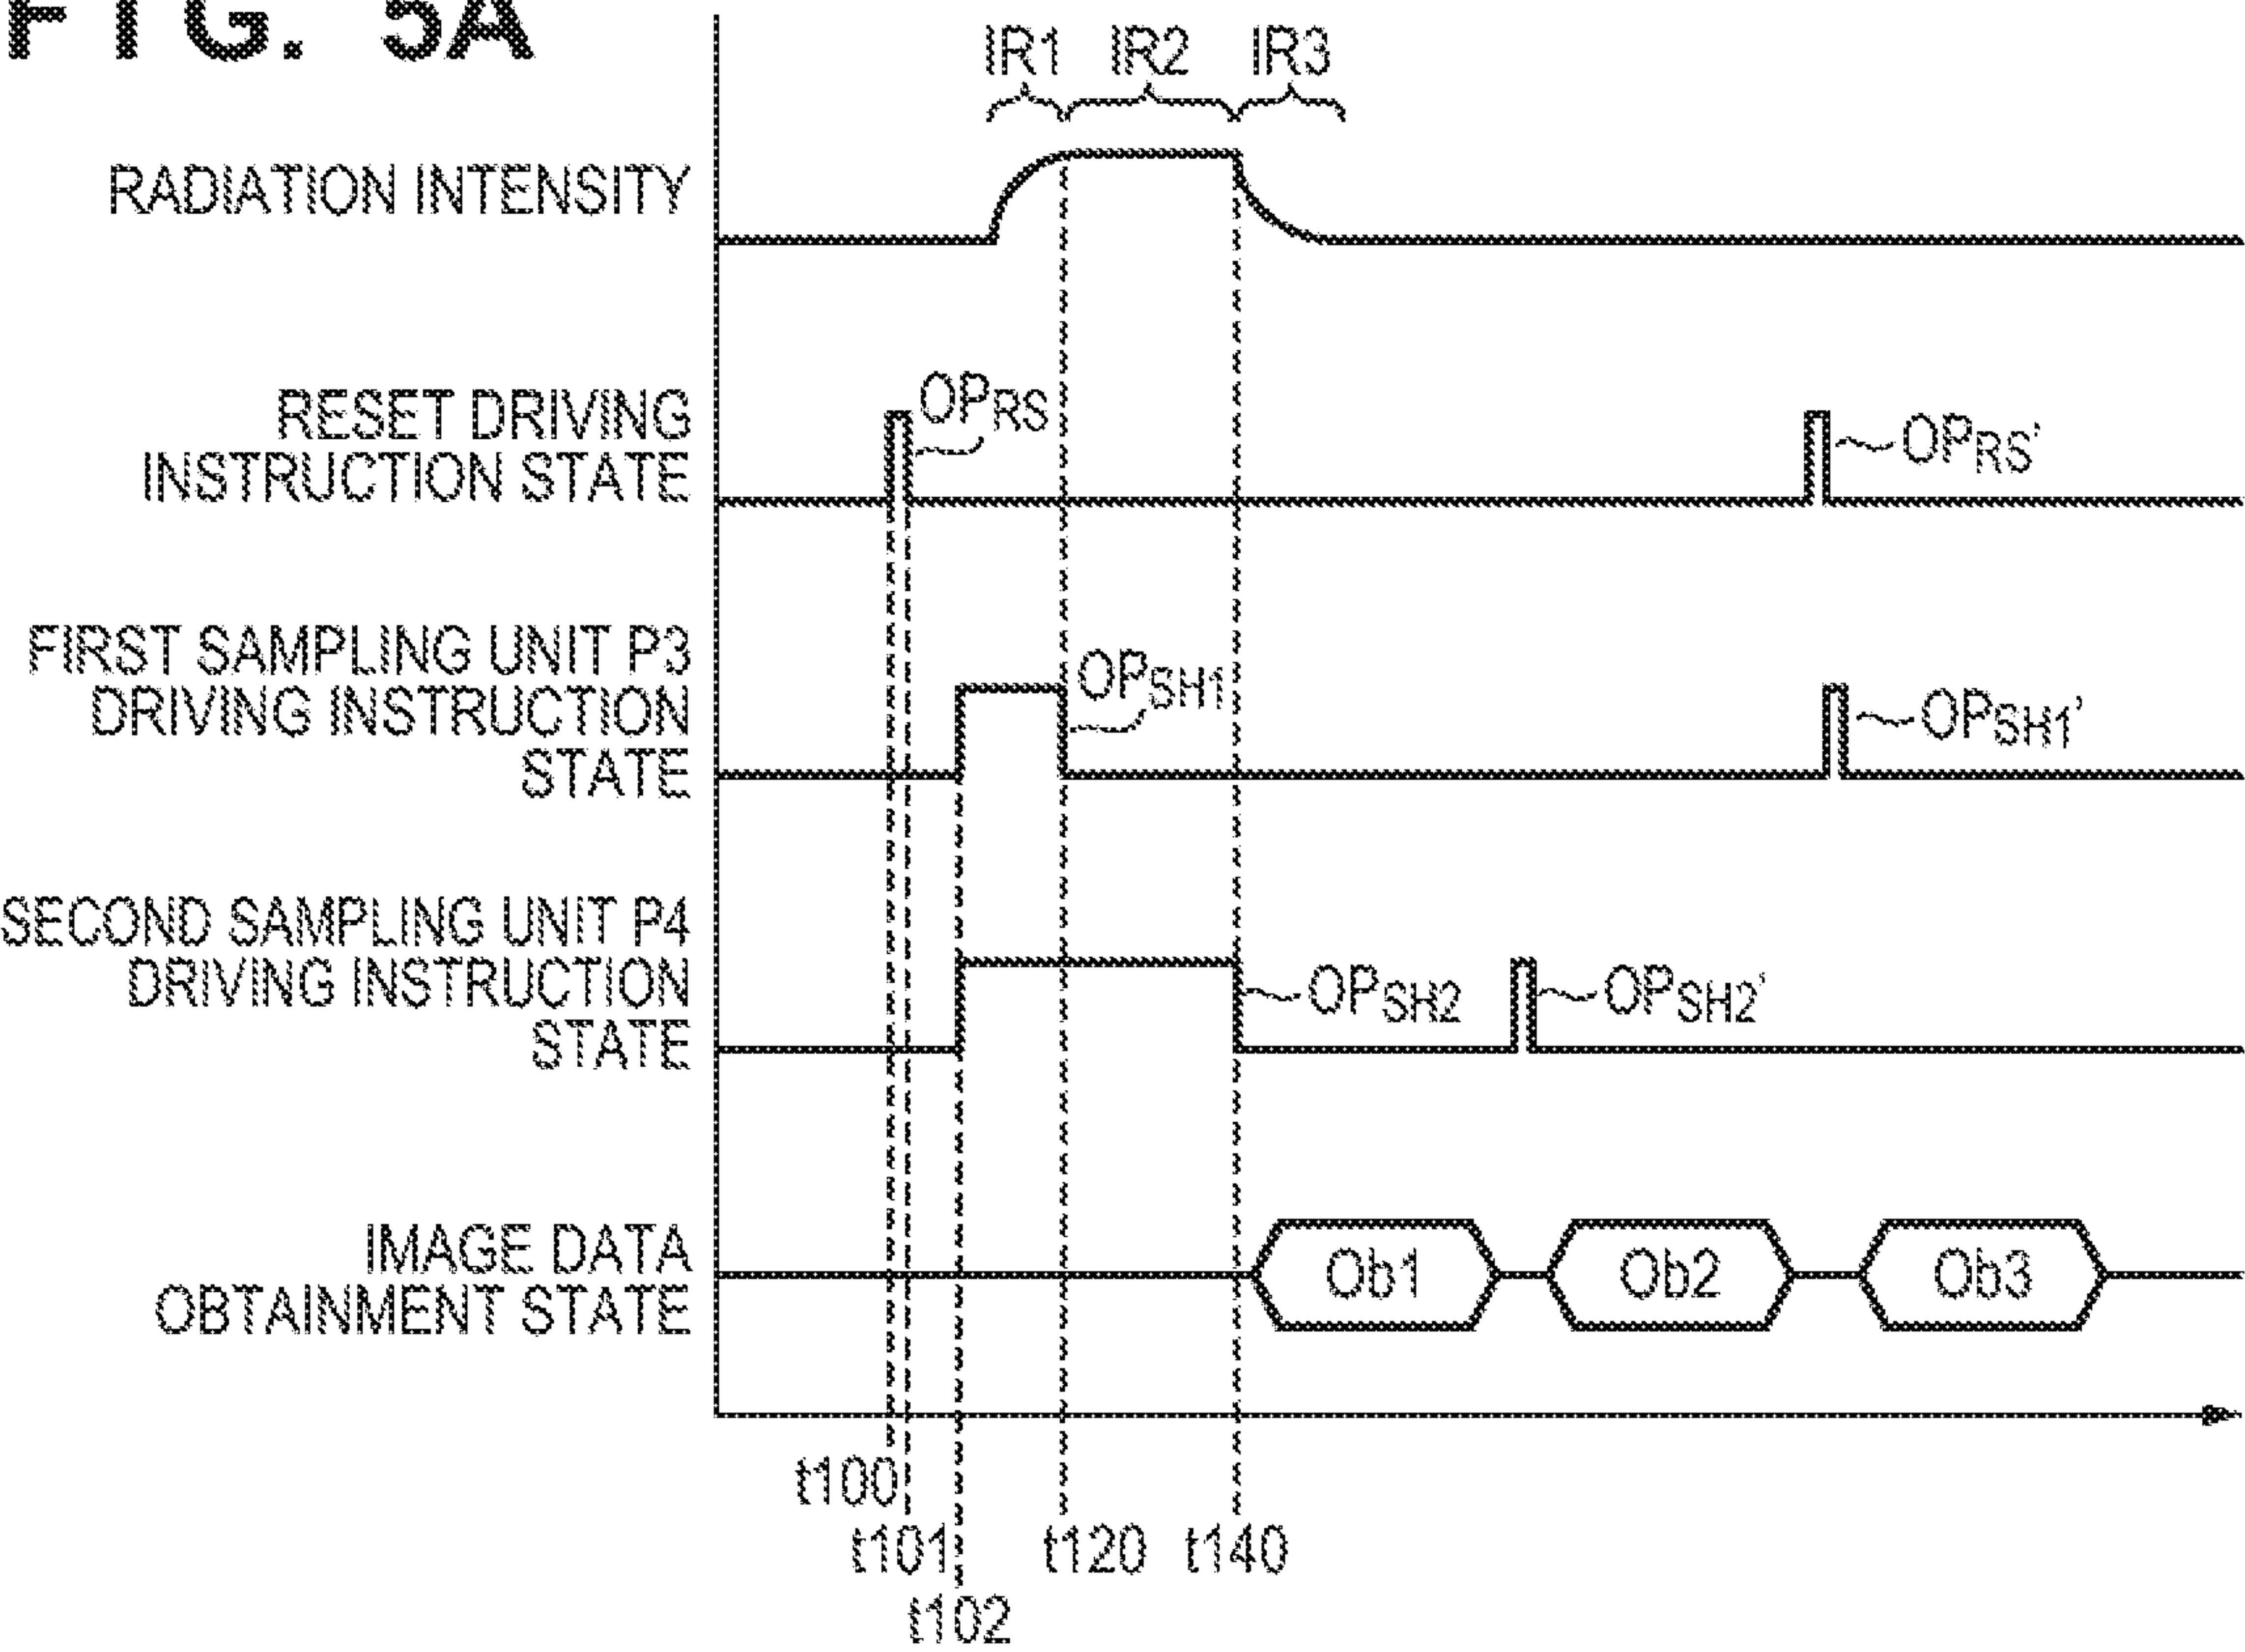 FIG. 5A
IR1 IR2 IR3
RADIATION INTENSITY
RESET DRIVING
INSTRUCTION STATE
OPRS
OPRS'
FIRST SAMPLING UNIT P3
DRIVING INSTRUCTION
STATE
OPSH1
OPSH1'
SECOND SAMPLING UNIT P4
DRIVING INSTRUCTION
STATE
OPSH2
OPSH2'
IMAGE DATA
OBTAINMENT STATE
Ob1 Ob2 Ob3
t100
t101 t120 t140
t102